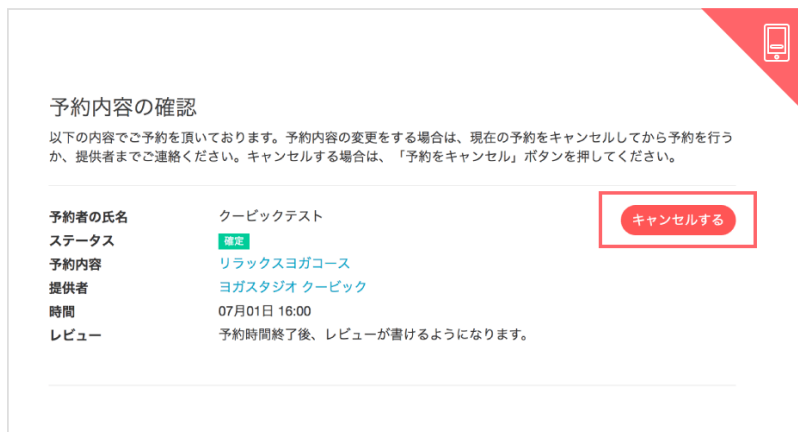 予約内容の確認
以下の内容でご予約を頂いております。予約内容の変更をする場合は、現在の予約をキャンセルしてから予約を行う
か、提供者までご連絡ください。キャンセルする場合は、「予約をキャンセル」ボタンを押してください。
予約者の氏名 クービックテスト キャンセルする
ステータス 確定
予約内容 リラックスヨガコース
提供者 ヨガスタジオ クービック
時間 07月01日 16:00
レビュー 予約時間終了後、レビューが書けるようになります。